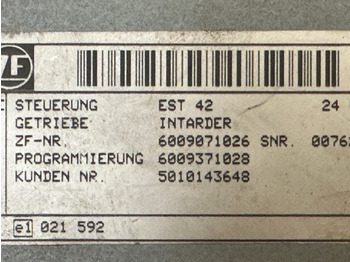 ZF
STEUERUNG EST 42 24
GETRIEBE INTARDER
ZF-NR. 6009071026 SNR. 0076
PROGRAMMIERUNG 6009371028
KUNDEN NR. 5010143648
e1 021 592